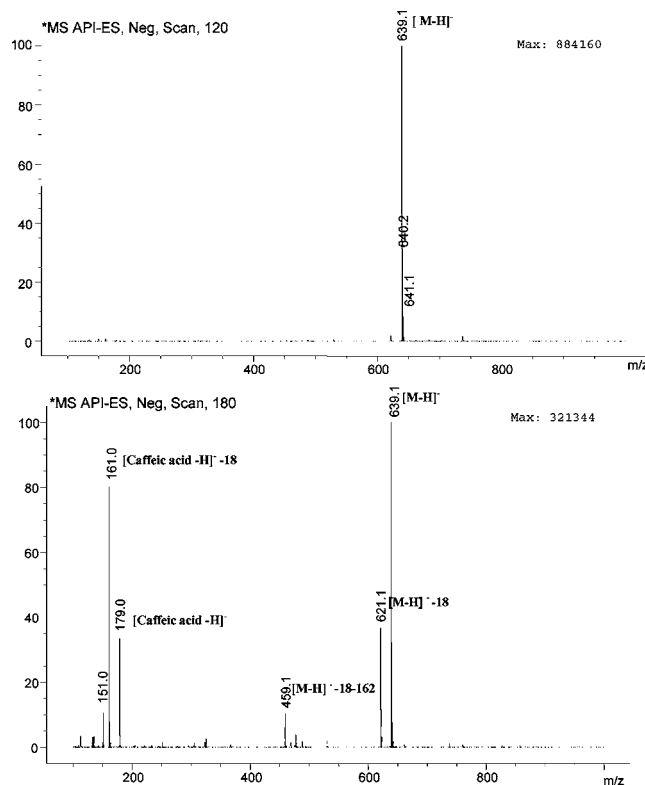 *MS API-ES, Neg, Scan, 120
639.1
[ M-H]-
Max: 884160
100
80
60
40
20
0
640.2
641.1
200
400
600
800
m/z
*MS API-ES, Neg, Scan, 180
639.1
[M-H]-
Max: 321344
100
80
60
40
20
0
161.0
[Caffeic acid -H]- -18
179.0
[Caffeic acid -H]-
151.0
459.1
[M-H] - -18-162
621.1
[M-H] - -18
200
400
600
800
m/z